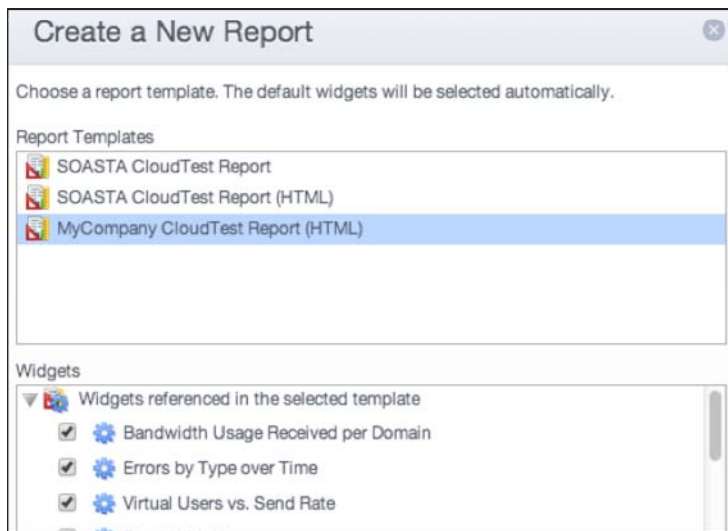 Create a New Report
Choose a report template. The default widgets will be selected automatically.
Report Templates
SOASTA CloudTest Report
SOASTA CloudTest Report (HTML)
MyCompany CloudTest Report (HTML)
Widgets
Widgets referenced in the selected template
Bandwidth Usage Received per Domain
Errors by Type over Time
Virtual Users vs. Send Rate